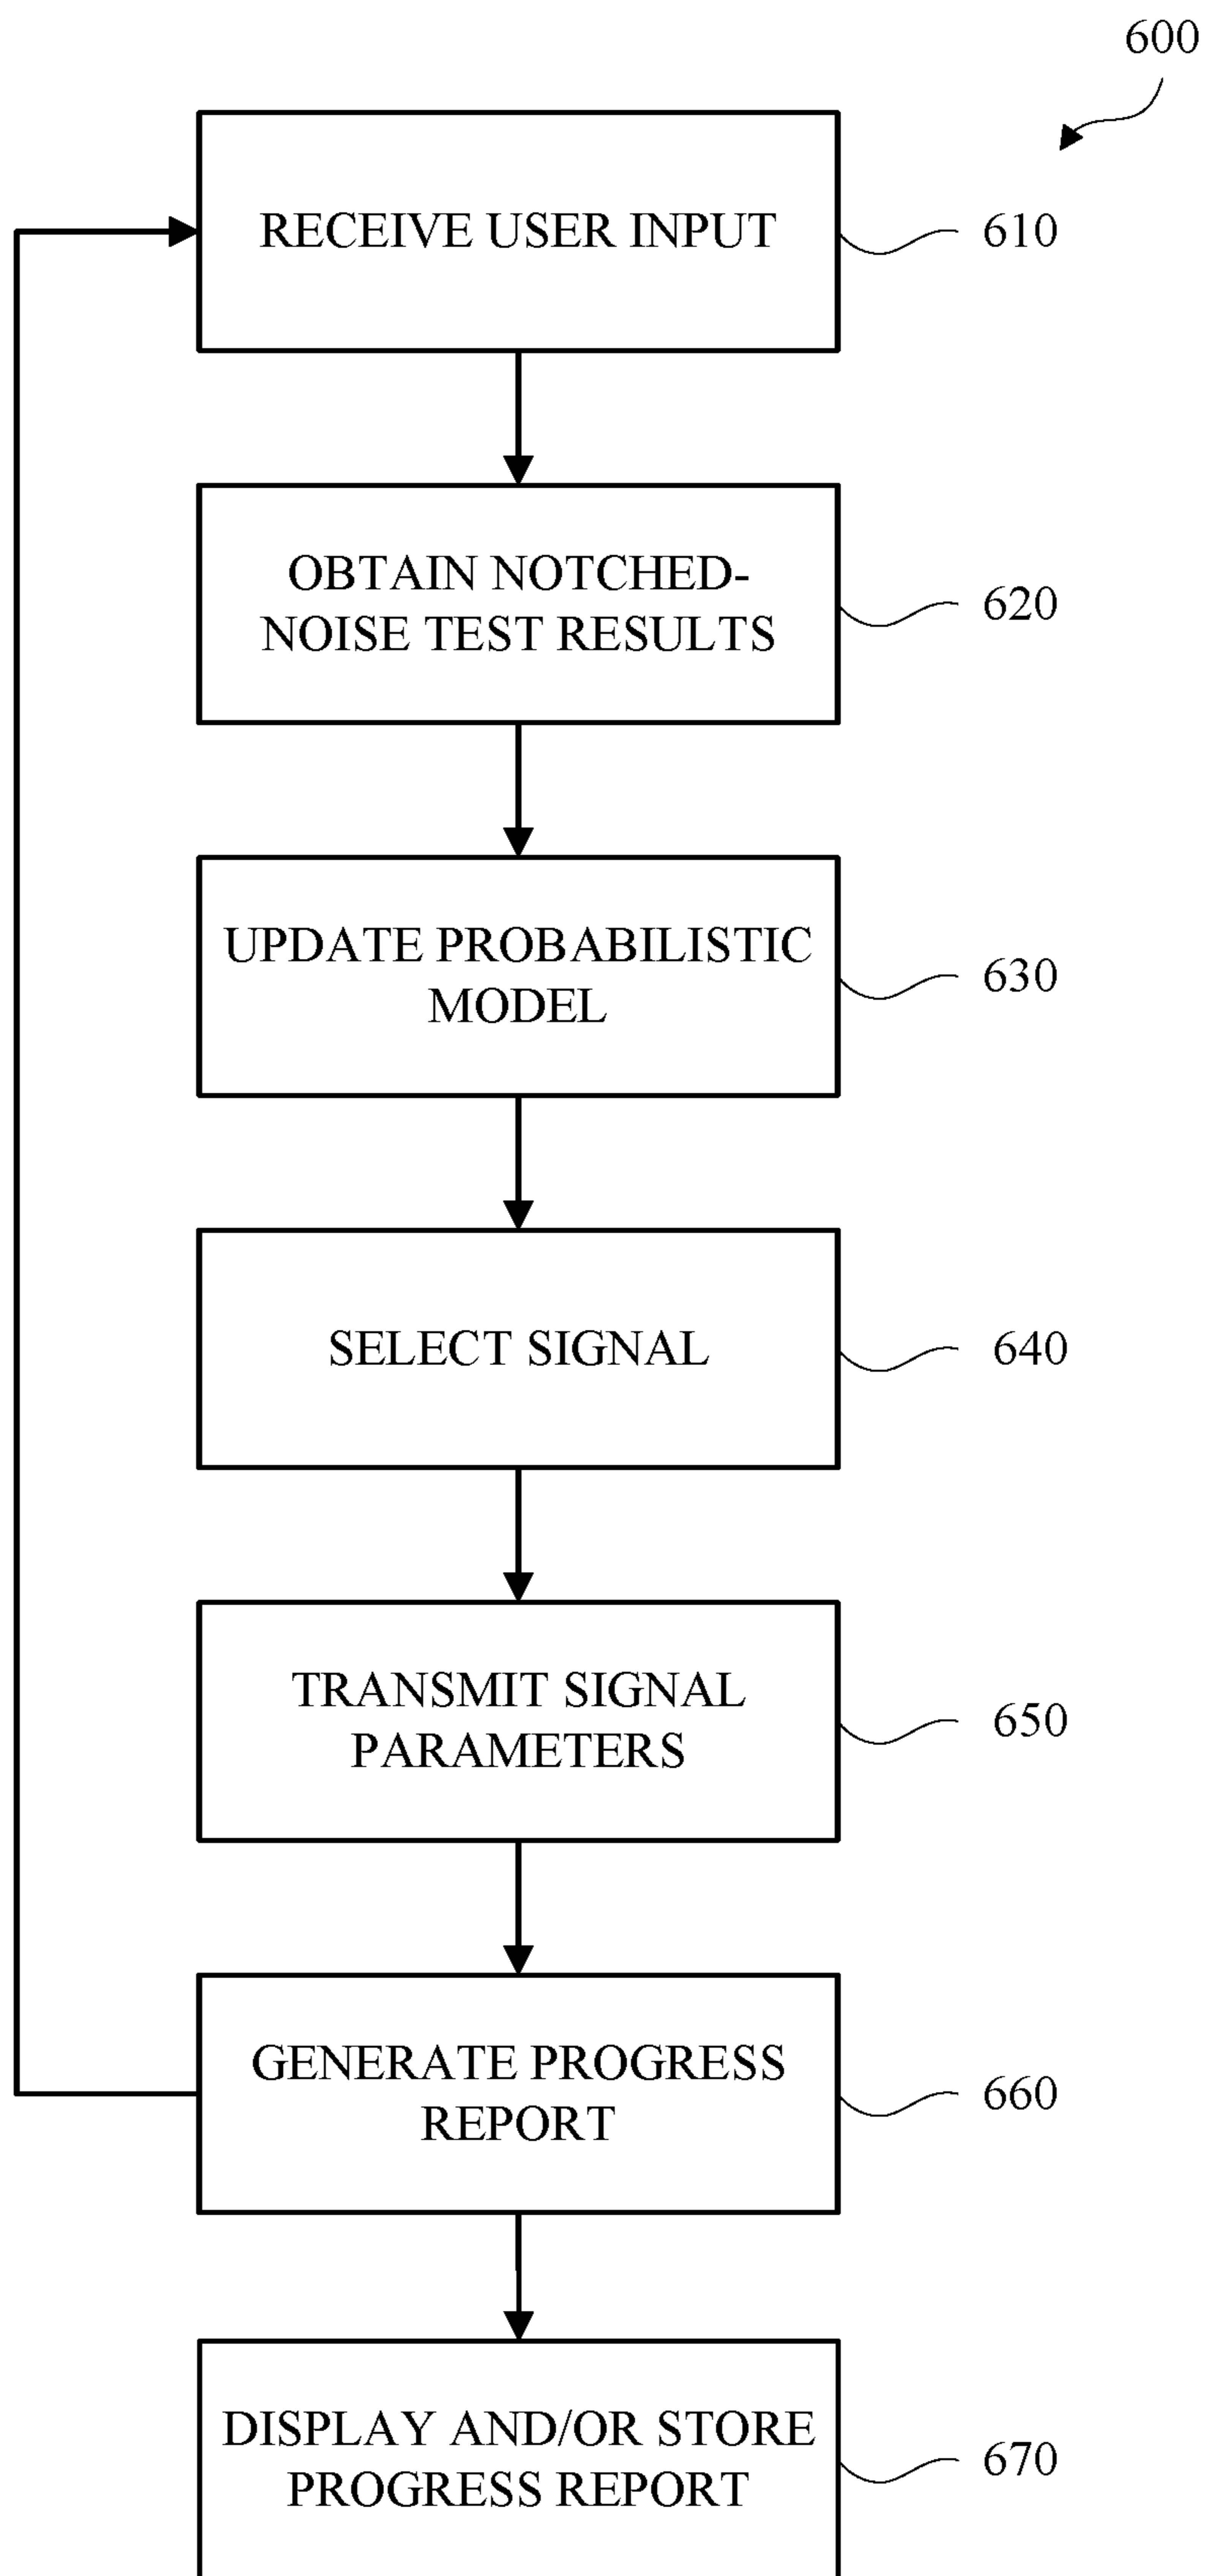 600
RECEIVE USER INPUT
610
OBTAIN NOTCHED-
NOISE TEST RESULTS
620
UPDATE PROBABILISTIC
MODEL
630
SELECT SIGNAL
640
TRANSMIT SIGNAL
PARAMETERS
650
GENERATE PROGRESS
REPORT
660
DISPLAY AND/OR STORE
PROGRESS REPORT
670